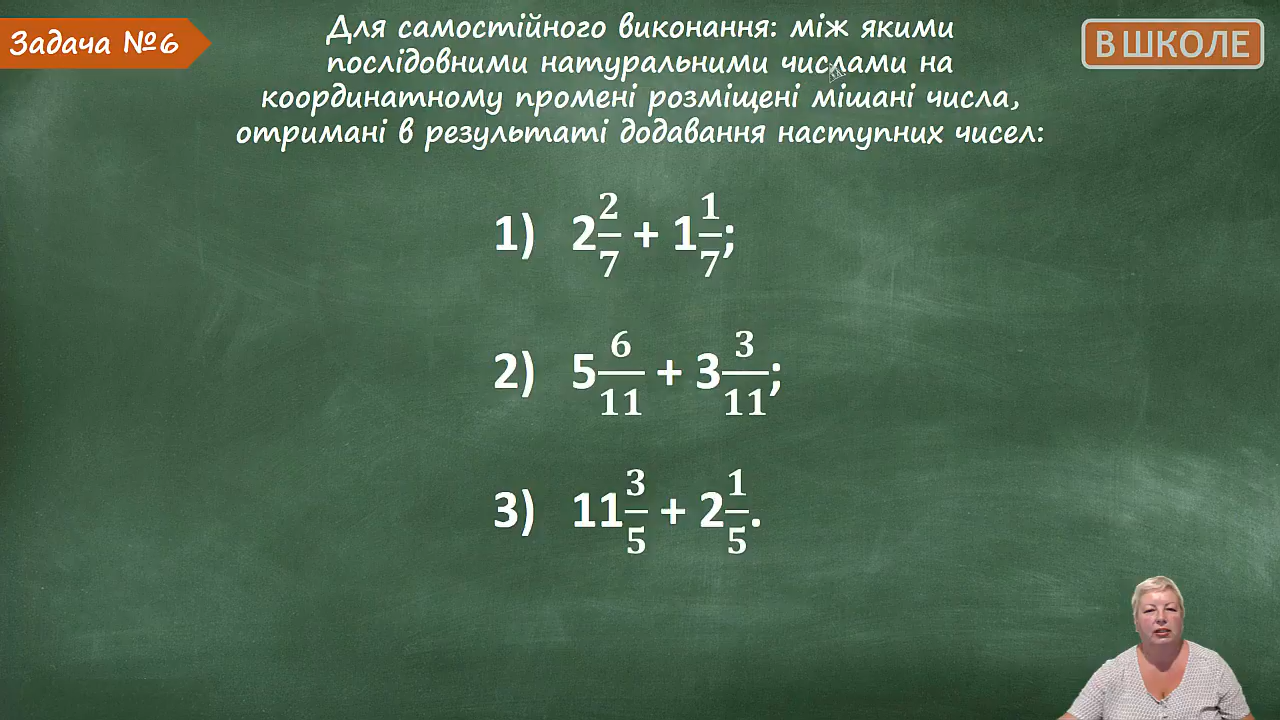 Задача №6
В ШКОЛЕ
Для самостійного виконання: між якими
послідовними натуральними числами на
координатному промені розміщені мішані числа,
отримані в результаті додавання наступних чисел:
1) 2 2/7 + 1 1/7;
2) 5 6/11 + 3 3/11;
3) 11 3/5 + 2 1/5.